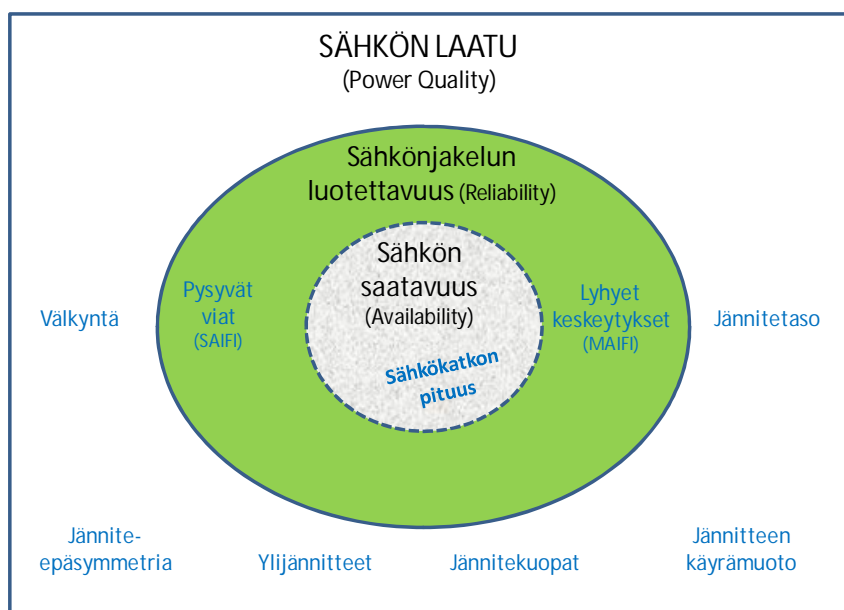 SÄHKÖN LAATU
(Power Quality)
Sähkönjakelun
luotettavuus (Reliability)
Sähkön
saatavuus
(Availability)
Sähkökatkon
pituus
Pysyvät
viat
(SAIFI)
Lyhyet
keskeytykset
(MAIFI)
Välkyntä
Jännitetaso
Jännite-
epäsymmetria
Ylijännitteet
Jännitekuopat
Jännitteen
käyrämuoto